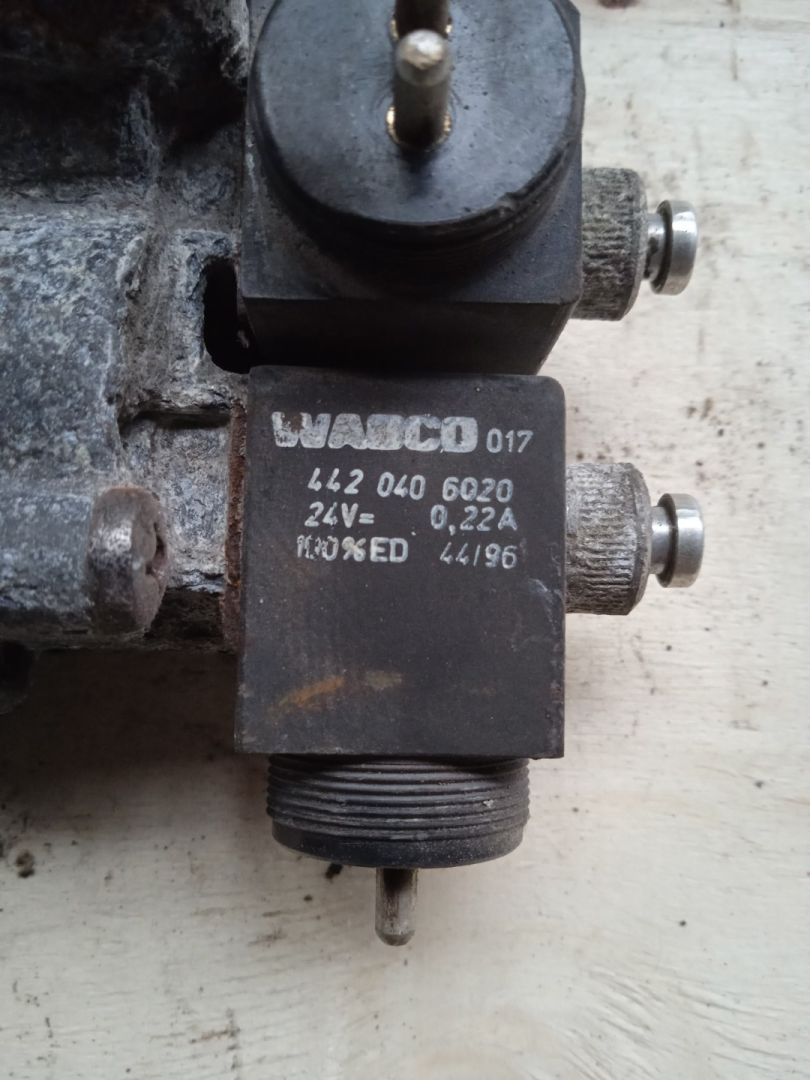 WABCO 017
442 040 6020
24V= 0,22A
100%ED 44/96